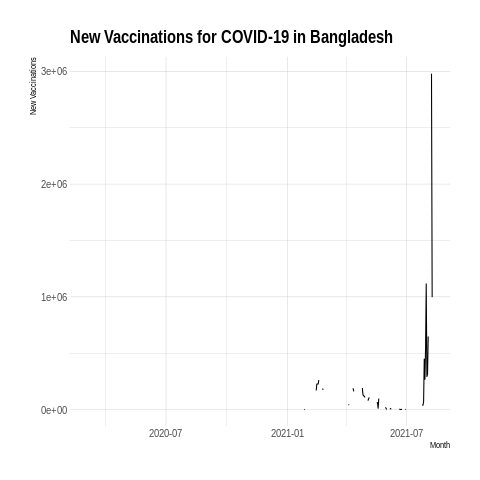 New Vaccinations for COVID-19 in Bangladesh
New Vaccinations
3e+06
2e+06
1e+06
0e+00
2020-07
2021-01
2021-07
Month